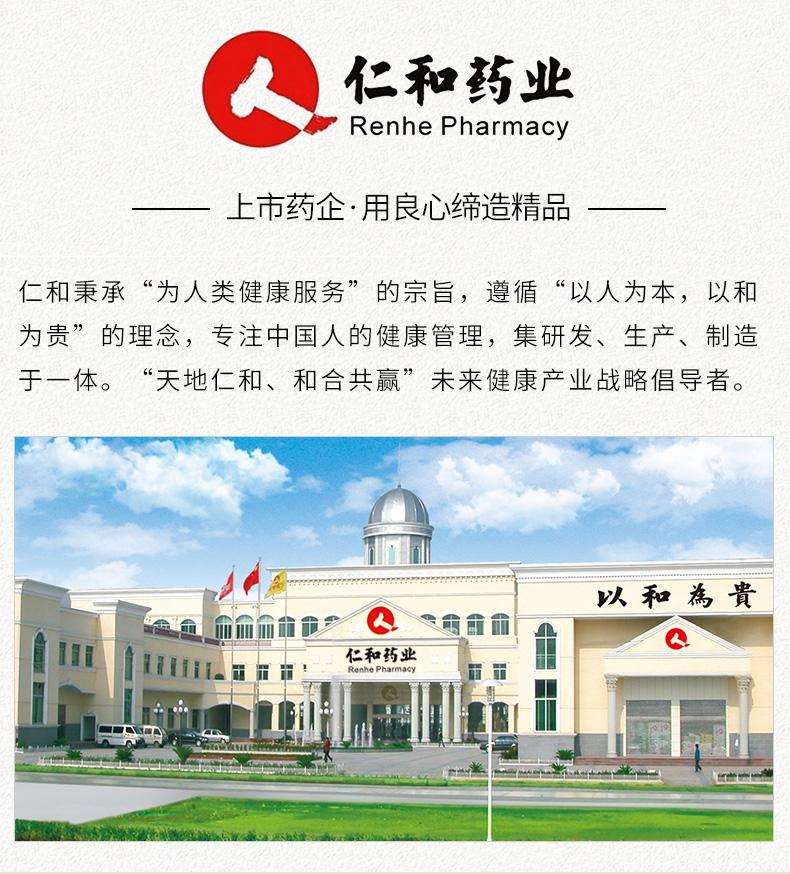 仁和药业
Renhe Pharmacy
上市药企·用良心缔造精品
仁和秉承“为人类健康服务”的宗旨，遵循“以人为本，以和
为贵”的理念，专注中国人的健康管理，集研发、生产、制造
于一体。“天地仁和、和合共赢”未来健康产业战略倡导者。
以和為貴
仁和药业
Renhe Pharmacy